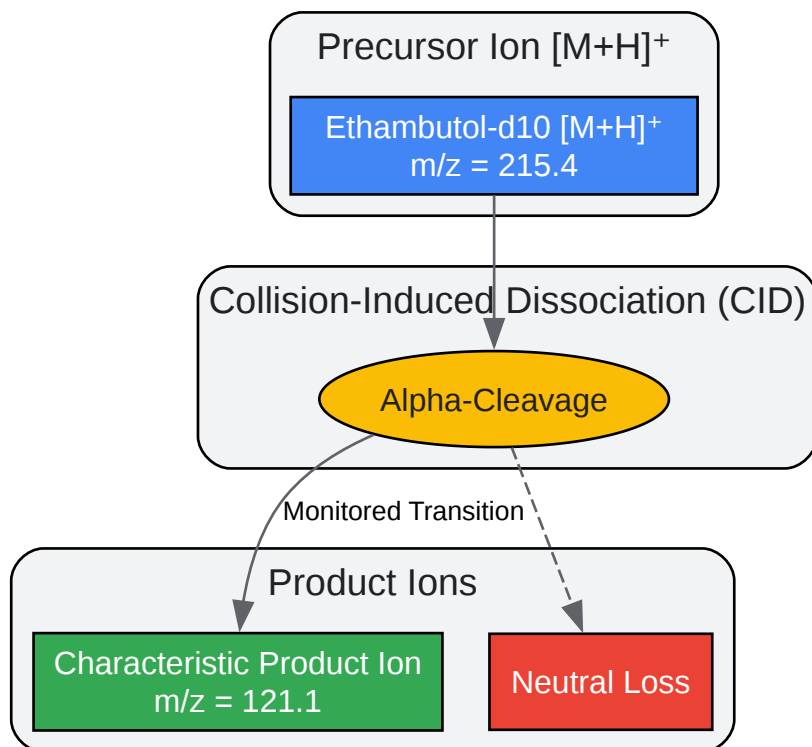 Precursor Ion [M+H]⁺
Ethambutol-d10 [M+H]⁺
m/z = 215.4
Collision-Induced Dissociation (CID)
Alpha-Cleavage
Monitored Transition
Product Ions
Characteristic Product Ion
m/z = 121.1
Neutral Loss